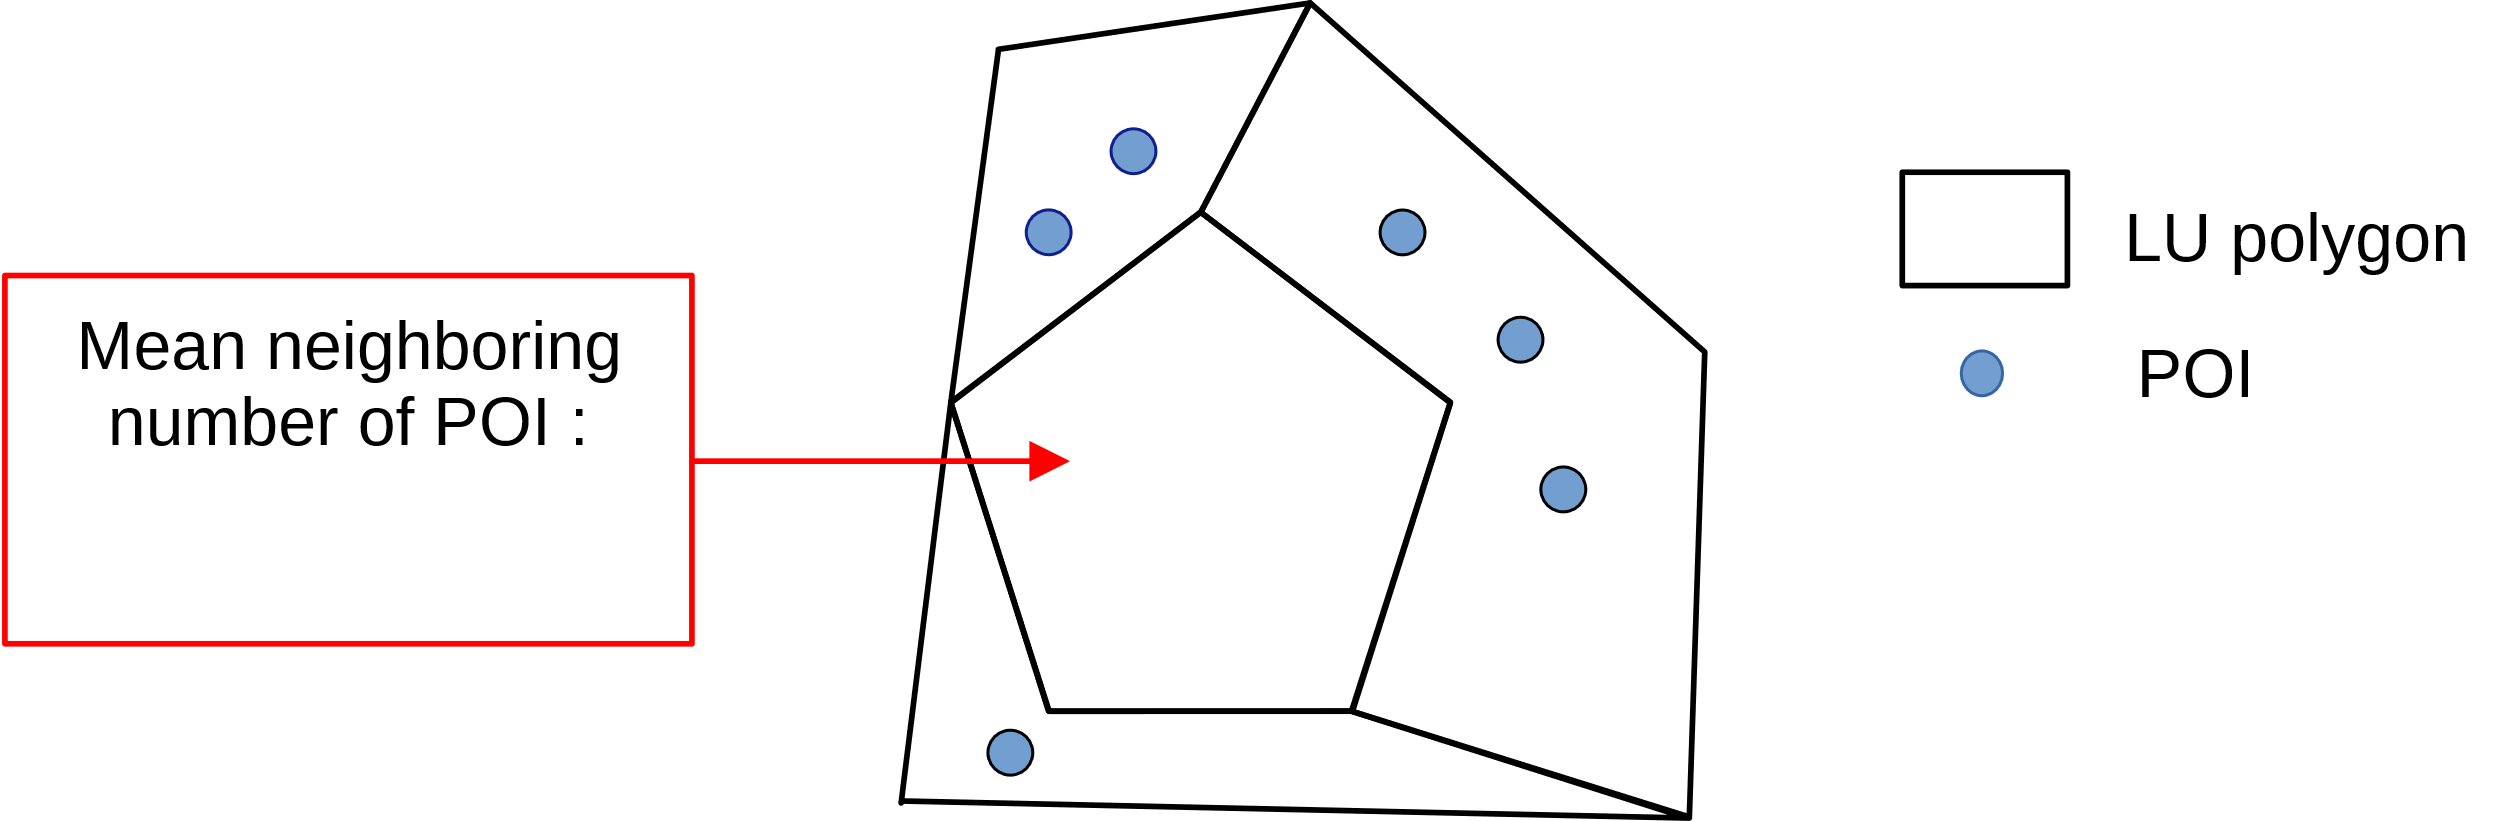 Mean neighboring
number of POI :
LU polygon
POI